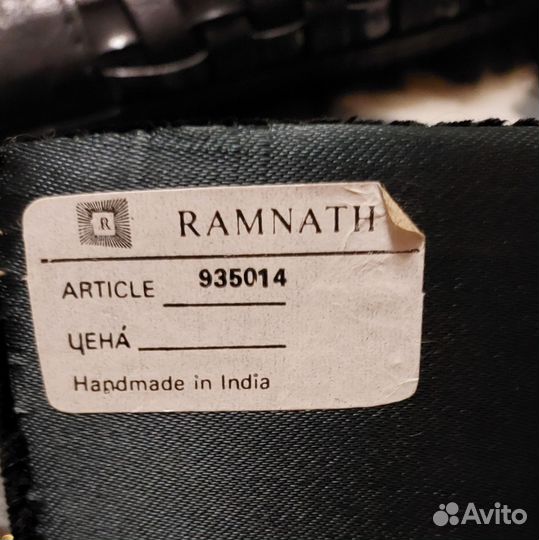 R RAMNATH
ARTICLE 935014
ЦЕНА́
Handmade in India
Avito